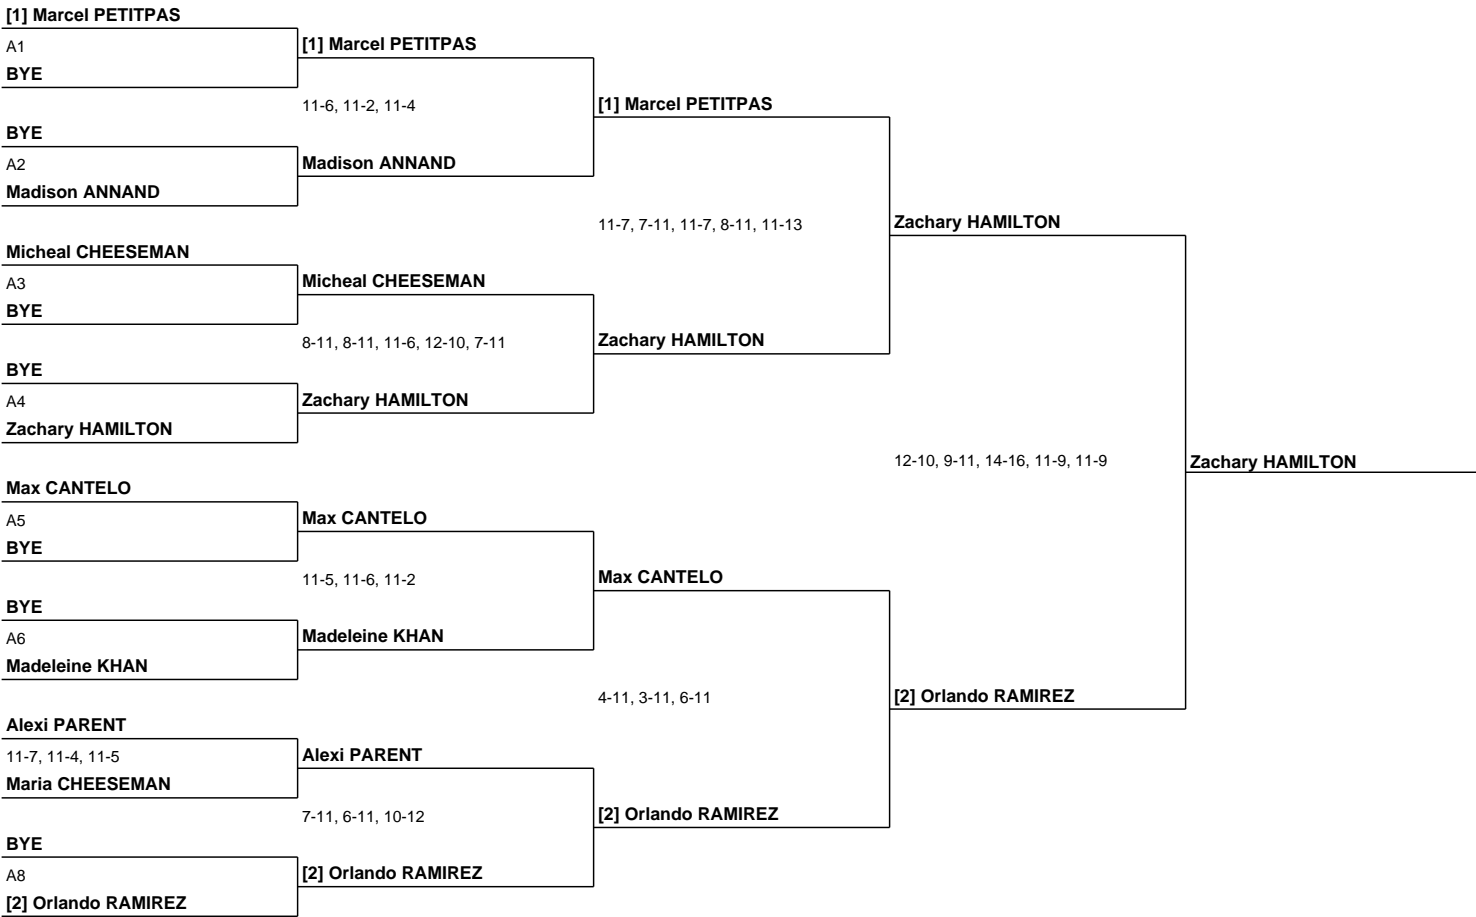 [1] Marcel PETITPAS
A1
BYE
BYE
A2
Madison ANNAND
Micheal CHEESEMAN
A3
BYE
BYE
A4
Zachary HAMILTON
Max CANTELO
A5
BYE
BYE
A6
Madeleine KHAN
Alexi PARENT
11-7, 11-4, 11-5
Maria CHEESEMAN
BYE
A8
[2] Orlando RAMIREZ
[1] Marcel PETITPAS
11-6, 11-2, 11-4
Madison ANNAND
Micheal CHEESEMAN
8-11, 8-11, 11-6, 12-10, 7-11
Zachary HAMILTON
Max CANTELO
11-5, 11-6, 11-2
Madeleine KHAN
Alexi PARENT
7-11, 6-11, 10-12
[2] Orlando RAMIREZ
[1] Marcel PETITPAS
11-7, 7-11, 11-7, 8-11, 11-13
Zachary HAMILTON
Max CANTELO
4-11, 3-11, 6-11
[2] Orlando RAMIREZ
Zachary HAMILTON
12-10, 9-11, 14-16, 11-9, 11-9
[2] Orlando RAMIREZ
Zachary HAMILTON